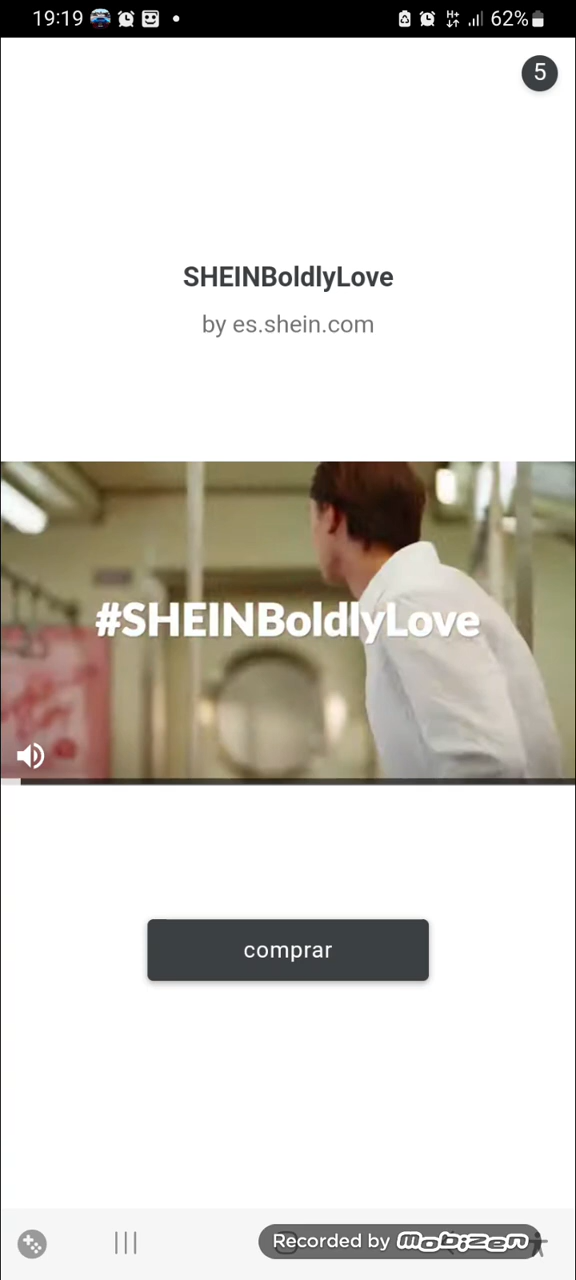 19:19
62%
5
SHEINBoldlyLove
by es.shein.com
#SHEINBoldlyLove
comprar
Recorded by mobizen